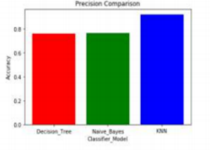 Precision Comparison
0.8
0.6
0.4
0.2
0.0
Accuracy
Decision_Tree Naive_Bayes KNN
Classifier_Model